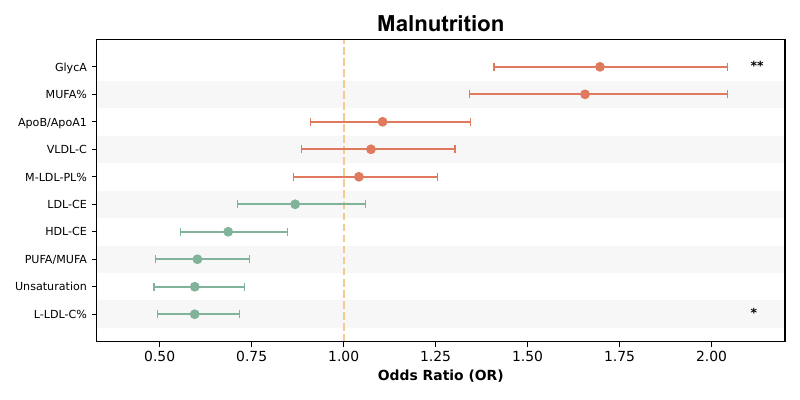 Malnutrition
GlycA **
MUFA%
ApoB/ApoA1
VLDL-C
M-LDL-PL%
LDL-CE
HDL-CE
PUFA/MUFA
Unsaturation
L-LDL-C% *
0.50 0.75 1.00 1.25 1.50 1.75 2.00
Odds Ratio (OR)